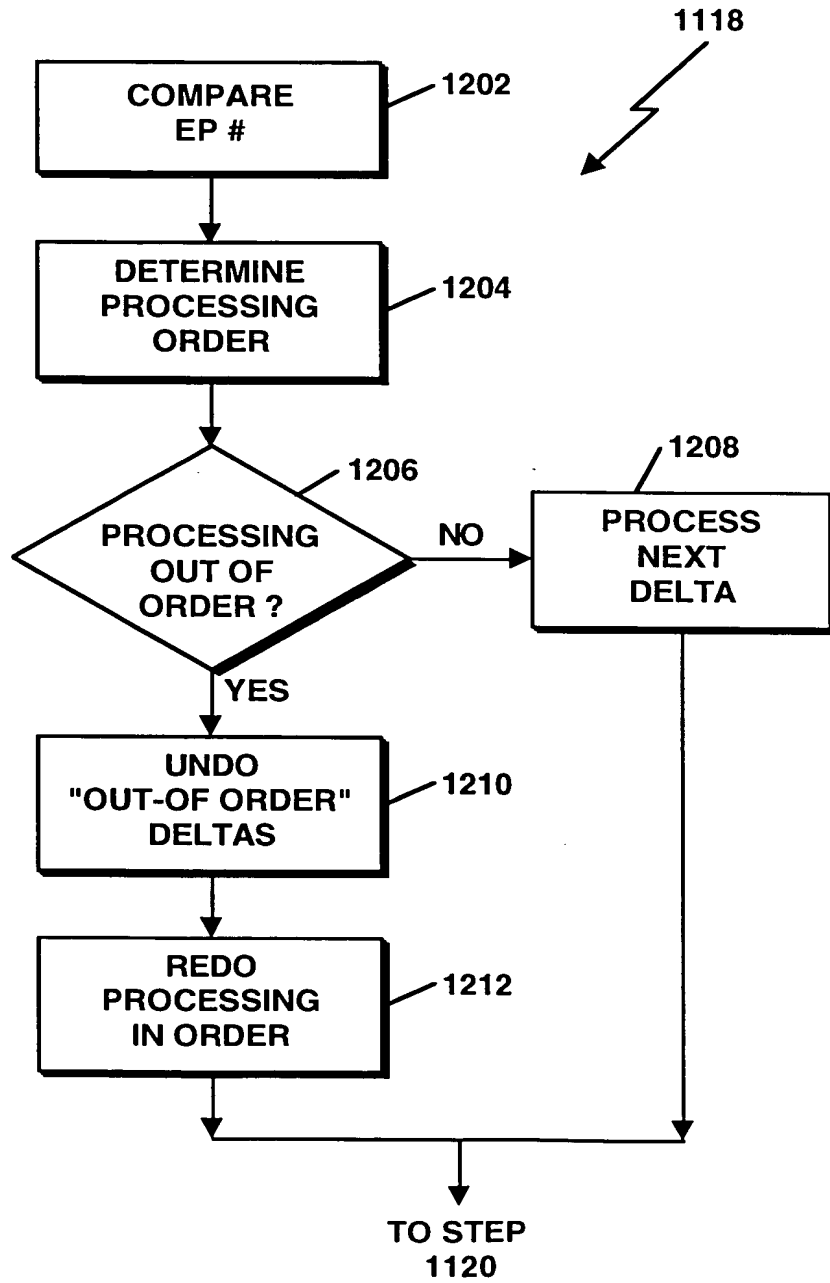 1118
COMPARE
EP #
1202
DETERMINE
PROCESSING
ORDER
1204
1206
PROCESSING
OUT OF
ORDER ?
NO
1208
PROCESS
NEXT
DELTA
YES
UNDO
"OUT-OF ORDER"
DELTAS
1210
REDO
PROCESSING
IN ORDER
1212
TO STEP
1120